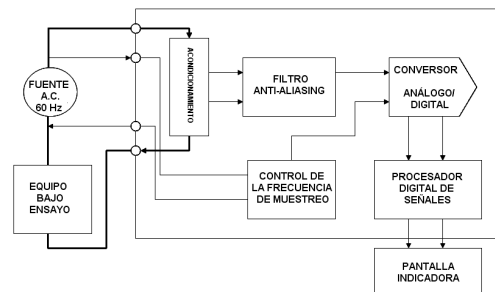 FUENTE
A.C.
60 Hz
EQUIPO
BAJO
ENSAYO
ACONDICIONAMIENTO
FILTRO
ANTI-ALIASING
CONVERSOR
ANÁLOGO/
DIGITAL
CONTROL DE
LA FRECUENCIA
DE MUESTREO
PROCESADOR
DIGITAL DE
SEÑALES
PANTALLA
INDICADORA